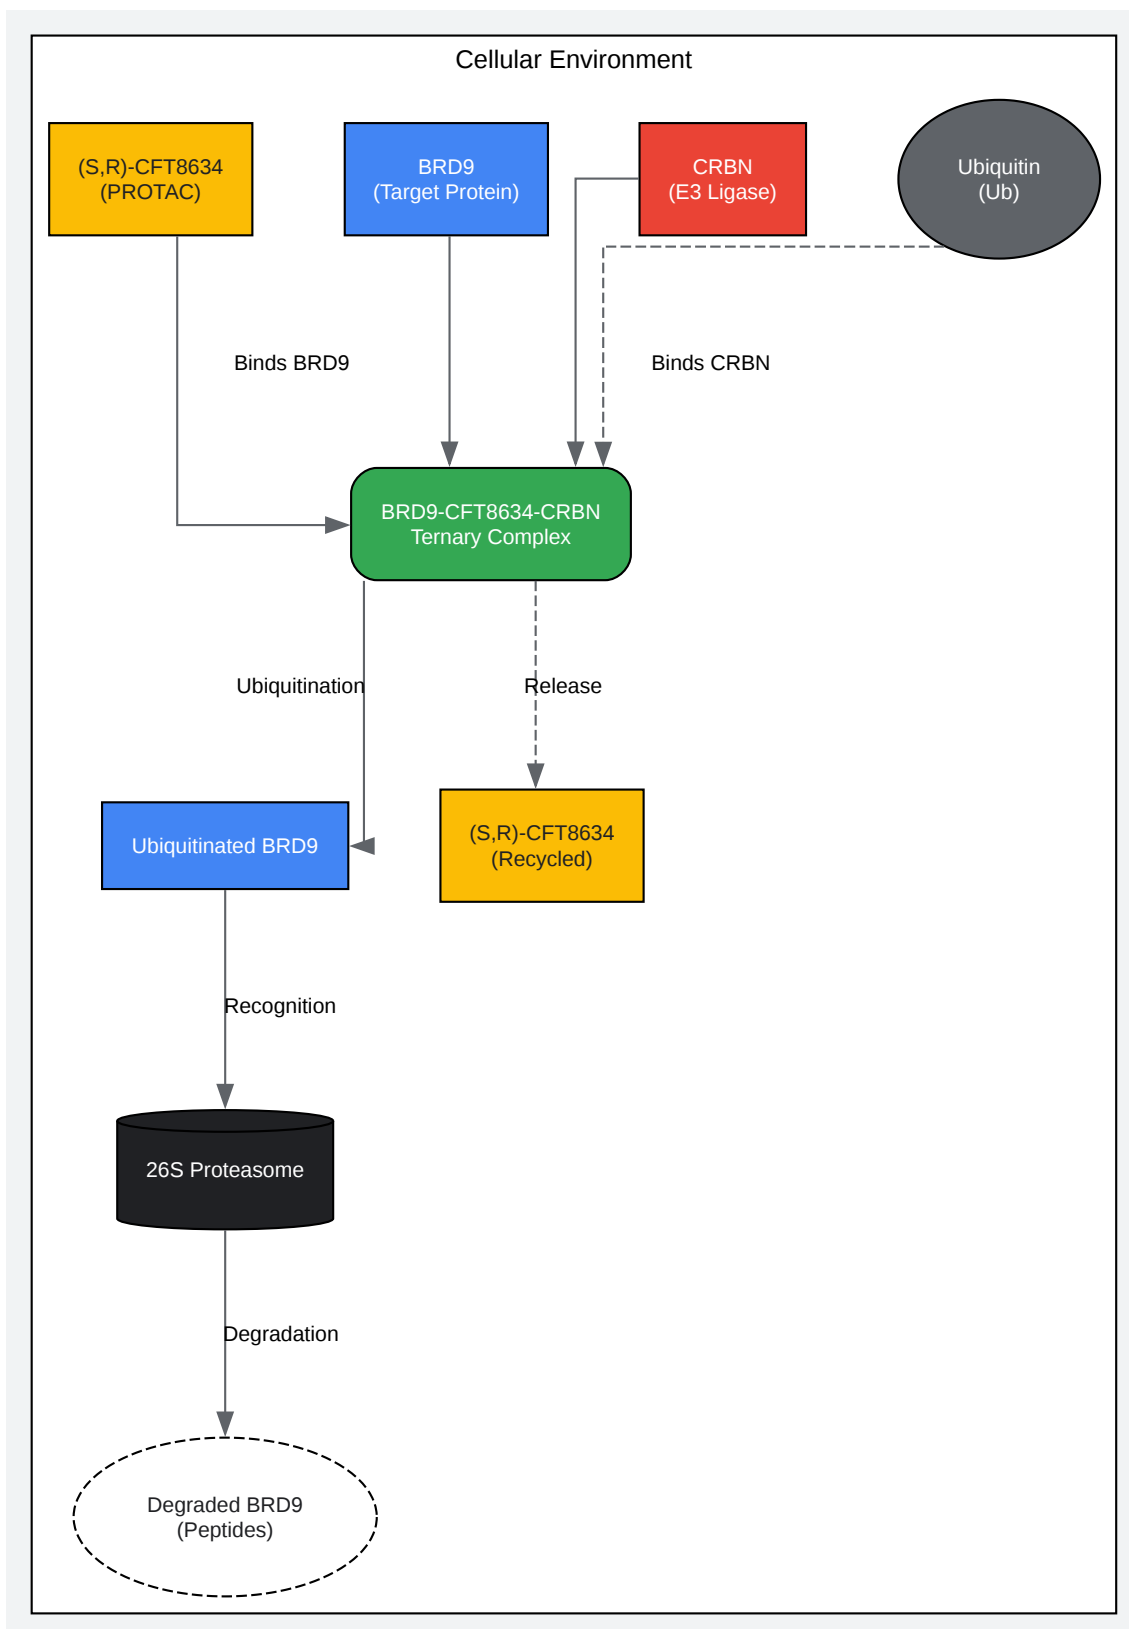 Cellular Environment
(S,R)-CFT8634
(PROTAC)
BRD9
(Target Protein)
CRBN
(E3 Ligase)
Ubiquitin
(Ub)
Binds BRD9
Binds CRBN
BRD9-CFT8634-CRBN
Ternary Complex
Ubiquitination
Release
Ubiquitinated BRD9
(S,R)-CFT8634
(Recycled)
Recognition
26S Proteasome
Degradation
Degraded BRD9
(Peptides)